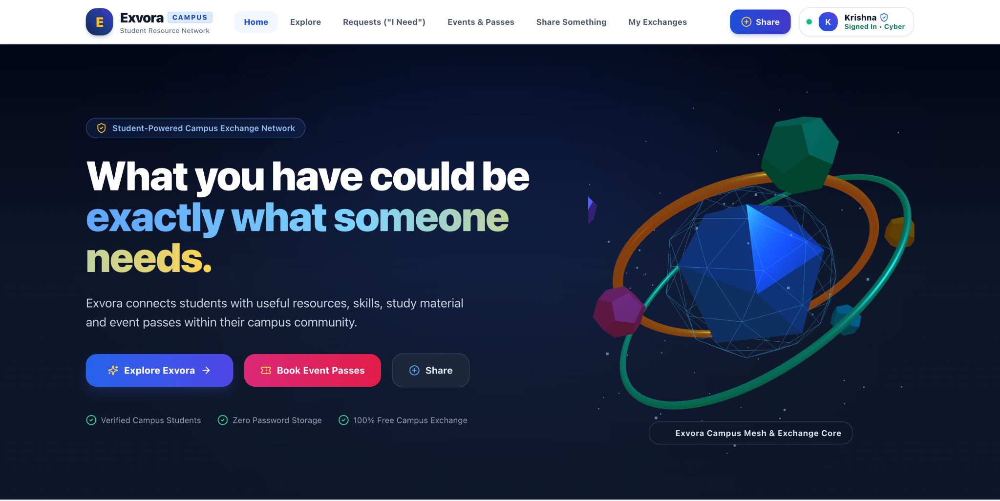 E
Exvora CAMPUS
Student Resource Network
Home
Explore
Requests ("I Need")
Events & Passes
Share Something
My Exchanges
Share
K
Krishna
Signed In • Cyber
Student-Powered Campus Exchange Network
What you have could be
exactly what someone
needs.
Exvora connects students with useful resources, skills, study material
and event passes within their campus community.
Explore Exvora
Book Event Passes
Share
Verified Campus Students
Zero Password Storage
100% Free Campus Exchange
Exvora Campus Mesh & Exchange Core